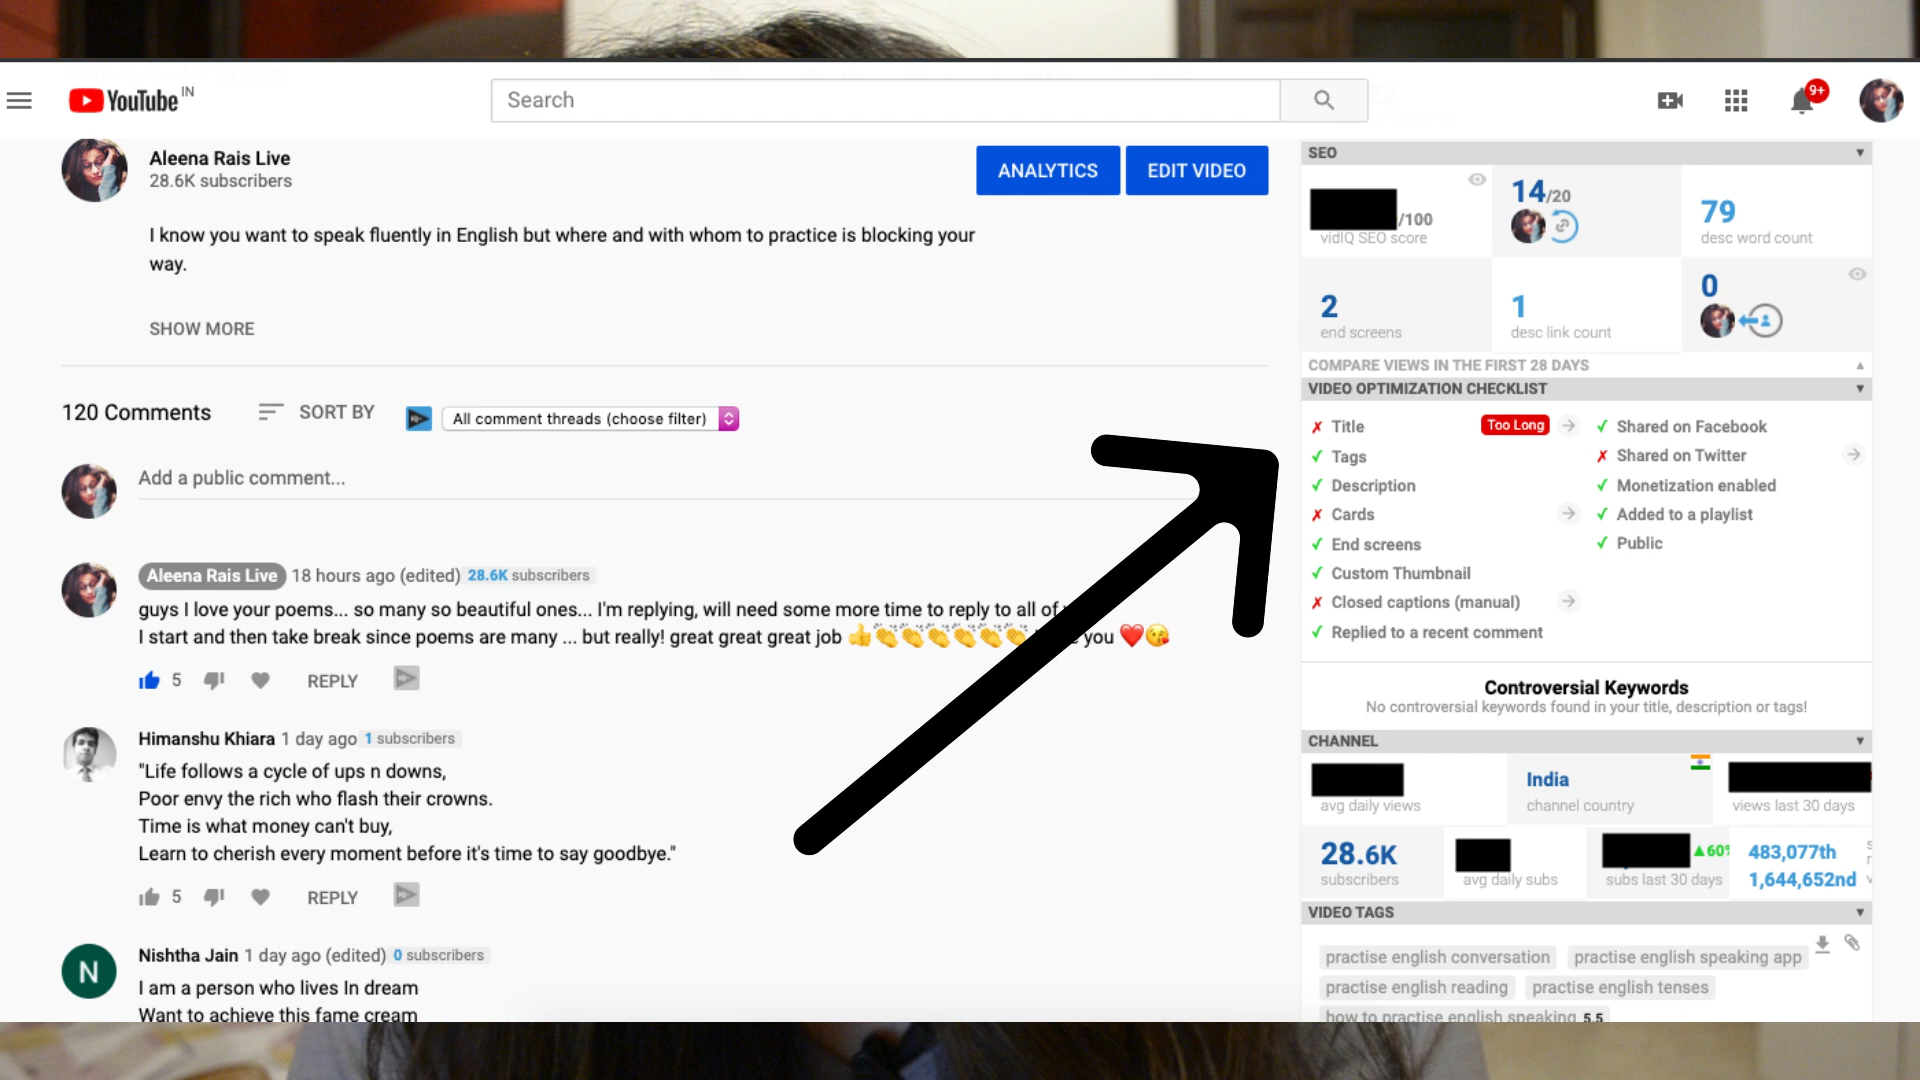 YouTube IN
Search
9+
Aleena Rais Live
28.6K subscribers
ANALYTICS
EDIT VIDEO
I know you want to speak fluently in English but where and with whom to practice is blocking your
way.
SHOW MORE
120 Comments
SORT BY
All comment threads (choose filter)
Add a public comment...
Aleena Rais Live 18 hours ago (edited) 28.6K subscribers
guys I love your poems... so many so beautiful ones... I'm replying, will need some more time to reply to all of
I start and then take break since poems are many ... but really! great great great job 👍👏👏👏👏👏👏 you ❤️😘
5
REPLY
Himanshu Khiara 1 day ago 1 subscribers
"Life follows a cycle of ups n downs,
Poor envy the rich who flash their crowns.
Time is what money can't buy,
Learn to cherish every moment before it's time to say goodbye."
5
REPLY
N
Nishtha Jain 1 day ago (edited) 0 subscribers
I am a person who lives In dream
Want to achieve this fame cream
SEO
/100
vidIQ SEO score
14/20
79
desc word count
2
end screens
1
desc link count
0
COMPARE VIEWS IN THE FIRST 28 DAYS
VIDEO OPTIMIZATION CHECKLIST
✗ Title
Too Long
✓ Tags
✓ Description
✗ Cards
✓ End screens
✓ Custom Thumbnail
✗ Closed captions (manual)
✓ Replied to a recent comment
✓ Shared on Facebook
✗ Shared on Twitter
✓ Monetization enabled
✓ Added to a playlist
✓ Public
Controversial Keywords
No controversial keywords found in your title, description or tags!
CHANNEL
avg daily views
India
channel country
views last 30 days
28.6K
subscribers
avg daily subs
▲60%
subs last 30 days
483,077th
1,644,652nd
VIDEO TAGS
practise english conversation
practise english speaking app
practise english reading
practise english tenses
how to practise english speaking 5.5